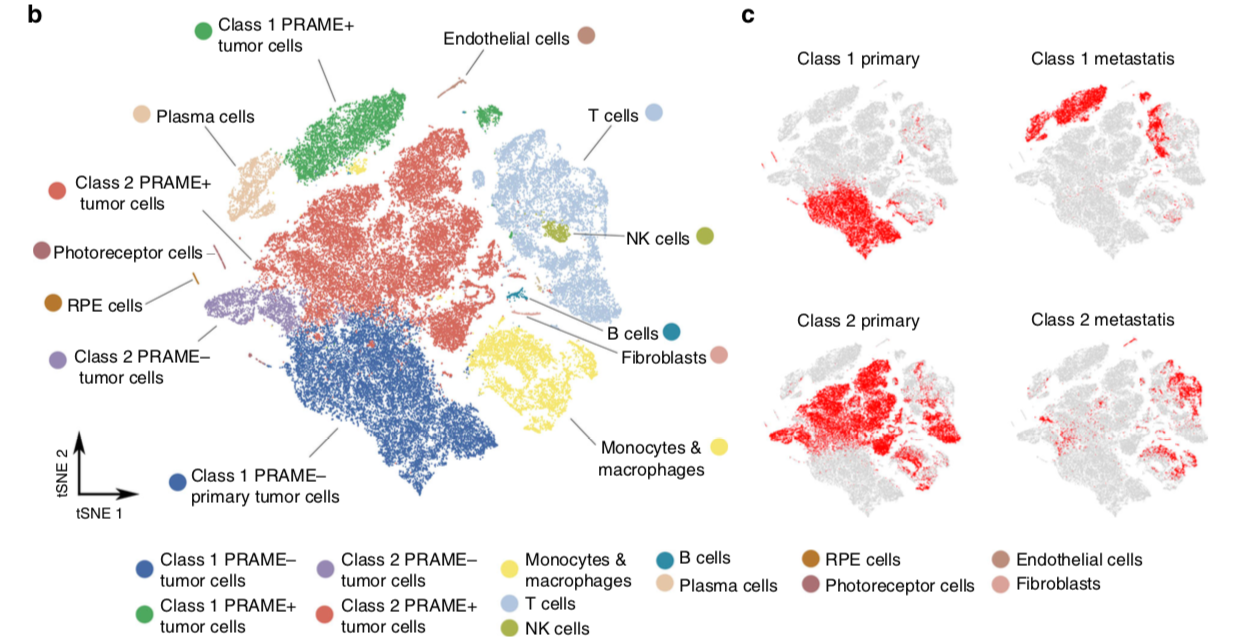 b
Class 1 PRAME+
tumor cells
Endothelial cells
Plasma cells
T cells
Class 2 PRAME+
tumor cells
NK cells
Photoreceptor cells
RPE cells
B cells
Fibroblasts
Class 2 PRAME–
tumor cells
Monocytes &
macrophages
Class 1 PRAME–
primary tumor cells
tSNE 2
tSNE 1
c
Class 1 primary
Class 1 metastatis
Class 2 primary
Class 2 metastatis
Class 1 PRAME–
tumor cells
Class 1 PRAME+
tumor cells
Class 2 PRAME–
tumor cells
Class 2 PRAME+
tumor cells
Monocytes &
macrophages
T cells
NK cells
B cells
Plasma cells
RPE cells
Photoreceptor cells
Endothelial cells
Fibroblasts